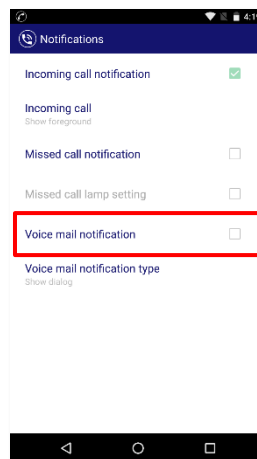 4:1
Notifications
Incoming call notification
Incoming call
Show foreground
Missed call notification
Missed call lamp setting
Voice mail notification
Voice mail notification type
Show dialog